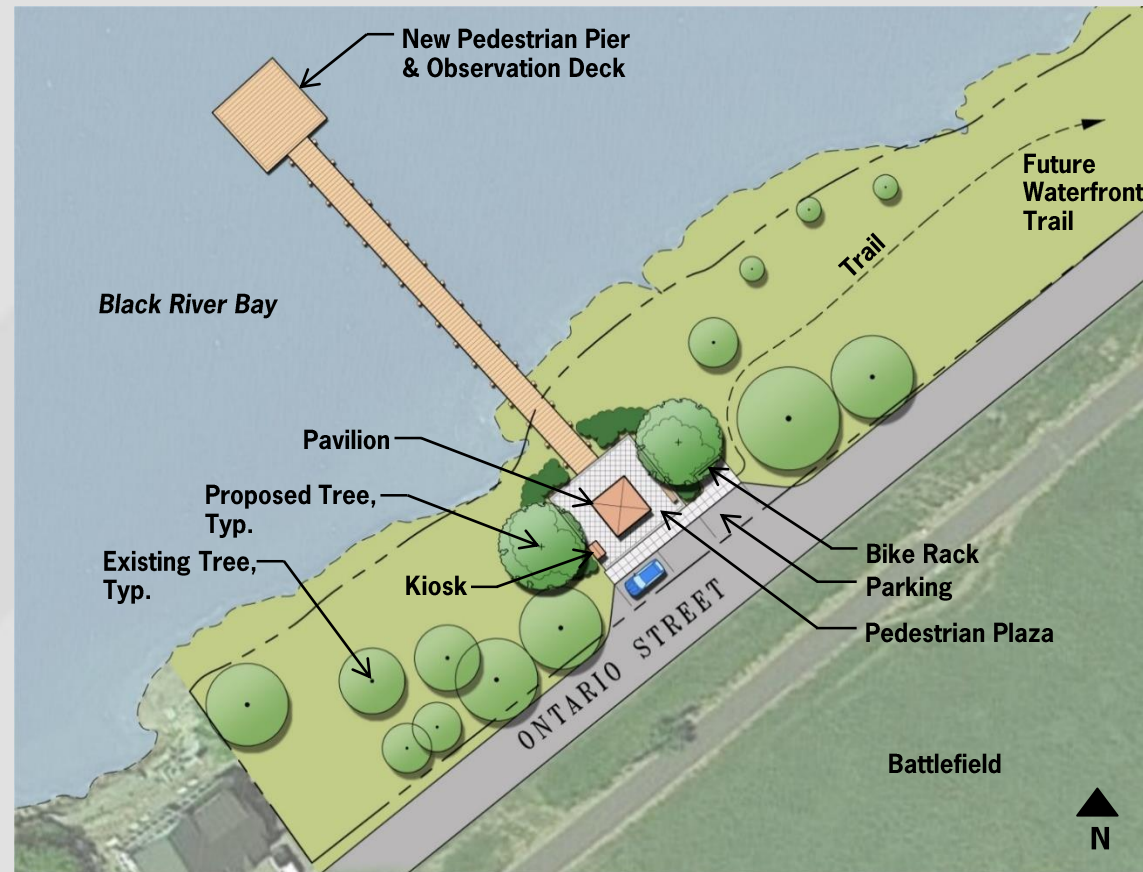 New Pedestrian Pier
& Observation Deck
Future
Waterfront
Trail
Trail
Black River Bay
Pavilion
Proposed Tree,
Typ.
Existing Tree,
Typ.
Kiosk
Bike Rack
Parking
Pedestrian Plaza
ONTARIO STREET
Battlefield
N